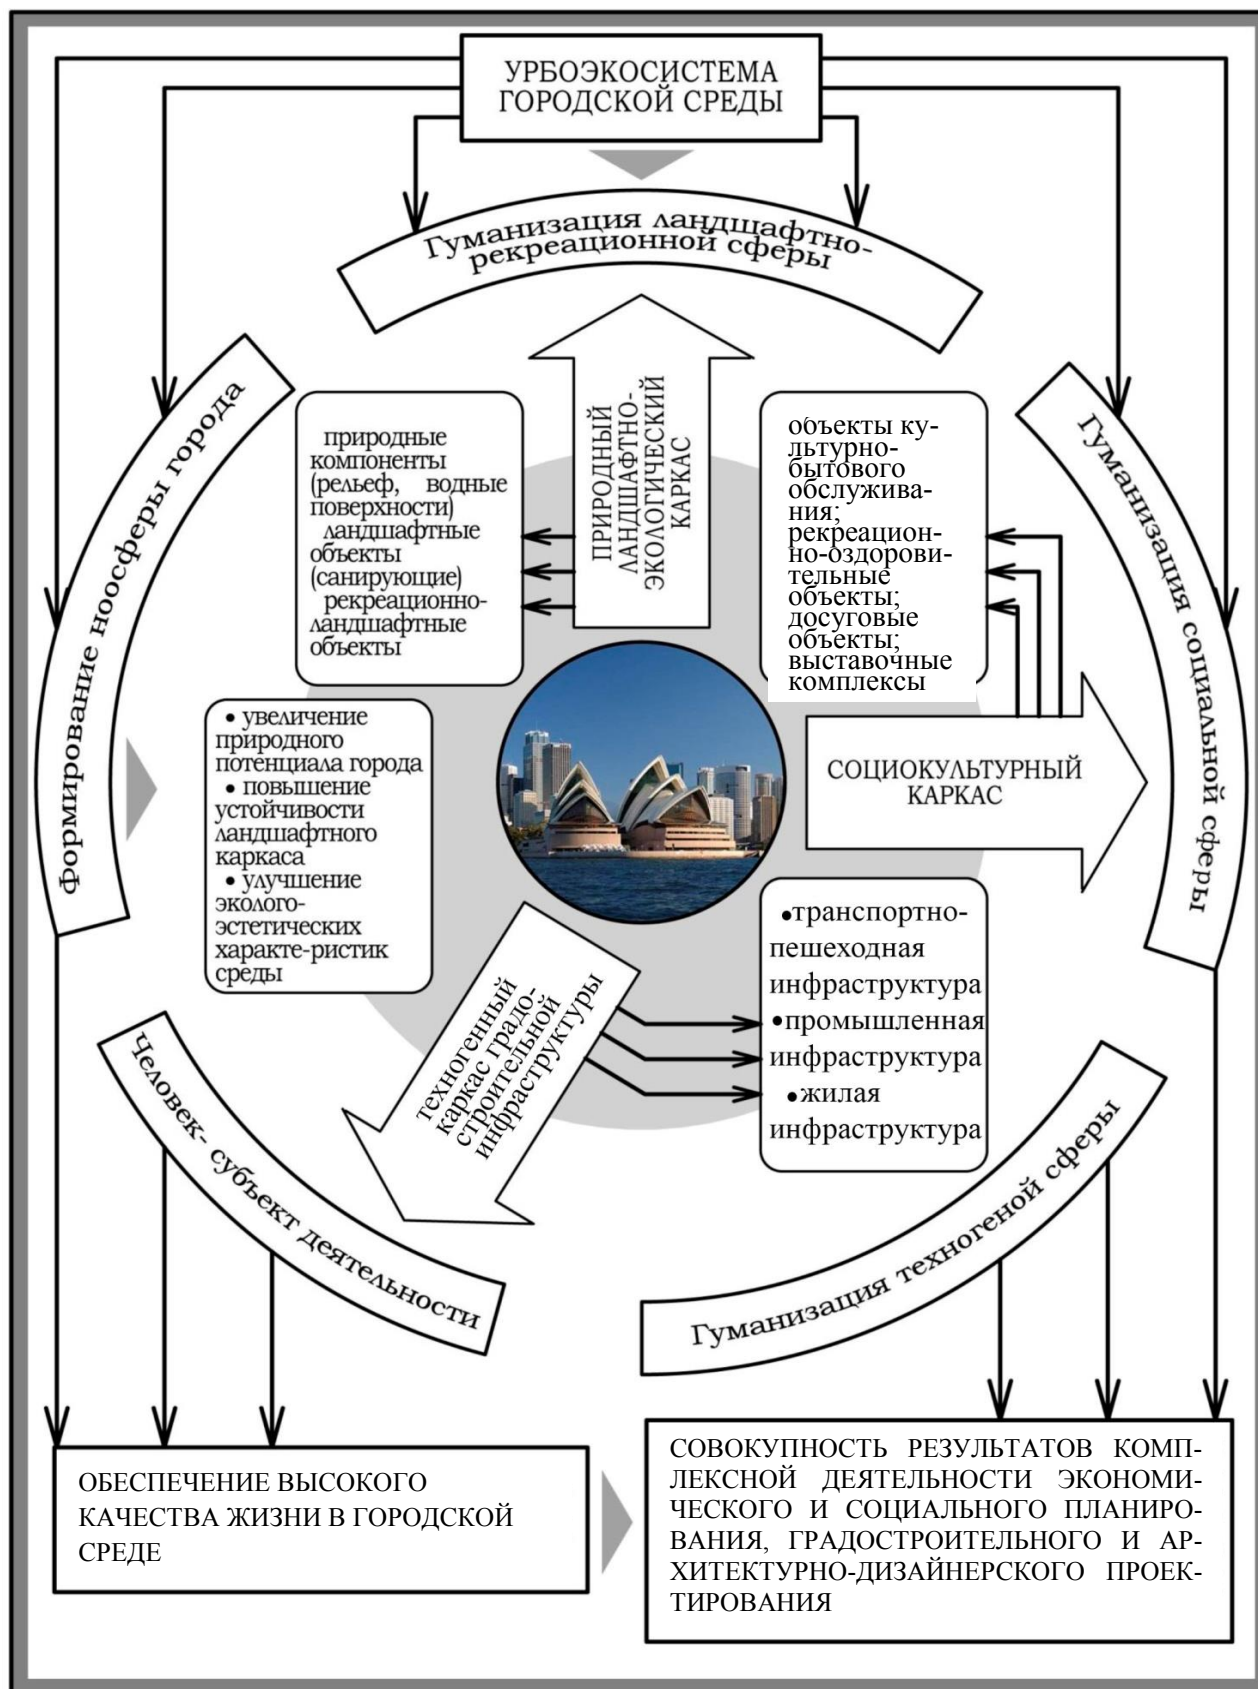 УРБОЭКОСИСТЕМА
ГОРОДСКОЙ СРЕДЫ
Гуманизация ландшафтно-
рекреационной сферы
Формирование ноосферы города
Гуманизация социальной сферы
природные
компоненты
(рельеф, водные
поверхности)
ландшафтные
объекты
(санирующие)
рекреационно-
ландшафтные
объекты
ПРИРОДНЫЙ
ЛАНДШАФТНО-
ЭКОЛОГИЧЕСКИЙ
КАРКАС
объекты ку-
льтурно-
бытового
обслужива-
ния;
рекреацион-
но-оздорови-
тельные
объекты;
досуговые
объекты;
выставочные
комплексы
• увеличение
природного
потенциала города
• повышение
устойчивости
ландшафтного
каркаса
• улучшение
эколого-
эстетических
характе-ристик
среды
СОЦИОКУЛЬТУРНЫЙ
КАРКАС
техногенный
каркас градо-
строительной
инфраструктуры
•транспортно-
пешеходная
инфраструктура
•промышленная
инфраструктура
•жилая
инфраструктура
Человек- субъект деятельности
Гуманизация техногеной сферы
ОБЕСПЕЧЕНИЕ ВЫСОКОГО
КАЧЕСТВА ЖИЗНИ В ГОРОДСКОЙ
СРЕДЕ
СОВОКУПНОСТЬ РЕЗУЛЬТАТОВ КОМП-
ЛЕКСНОЙ ДЕЯТЕЛЬНОСТИ ЭКОНОМИ-
ЧЕСКОГО И СОЦИАЛЬНОГО ПЛАНИРО-
ВАНИЯ, ГРАДОСТРОИТЕЛЬНОГО И АР-
ХИТЕКТУРНО-ДИЗАЙНЕРСКОГО ПРОЕК-
ТИРОВАНИЯ